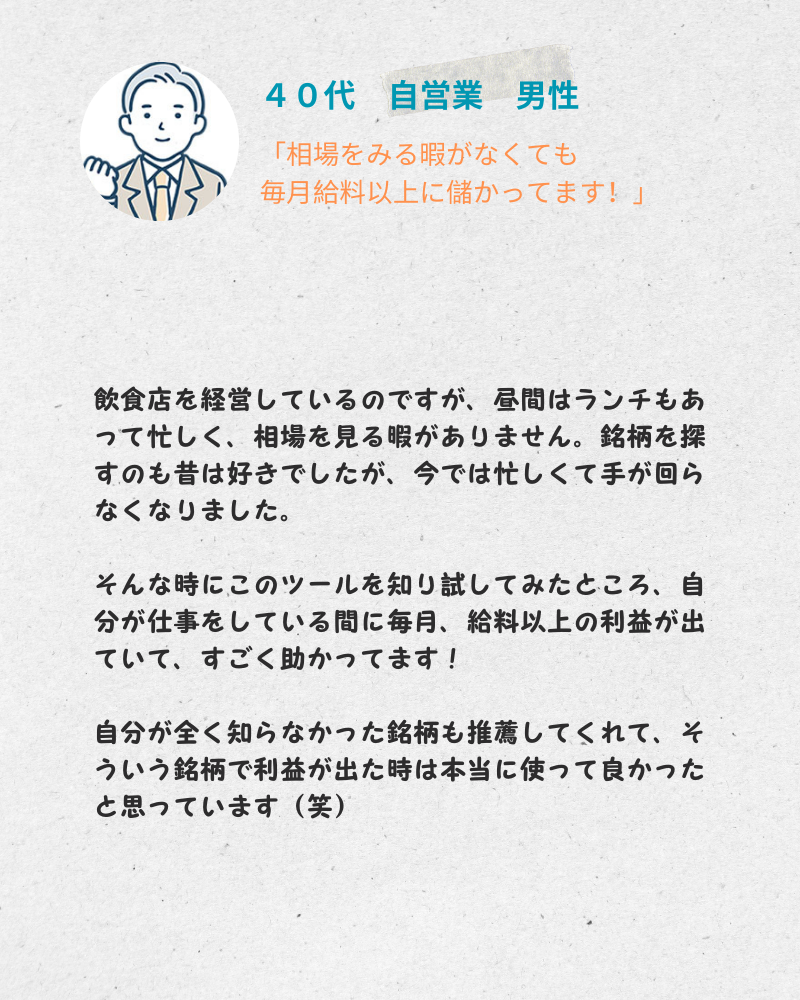 ４０代　自営業　男性
「相場をみる暇がなくても
毎月給料以上に儲かってます！」
飲食店を経営しているのですが、昼間はランチもあ
って忙しく、相場を見る暇がありません。銘柄を探
すのも昔は好きでしたが、今では忙しくて手が回ら
なくなりました。
そんな時にこのツールを知り試してみたところ、自
分が仕事をしている間に毎月、給料以上の利益が出
ていて、すごく助かってます！
自分が全く知らなかった銘柄も推薦してくれて、そ
ういう銘柄で利益が出た時は本当に使って良かった
と思っています（笑）